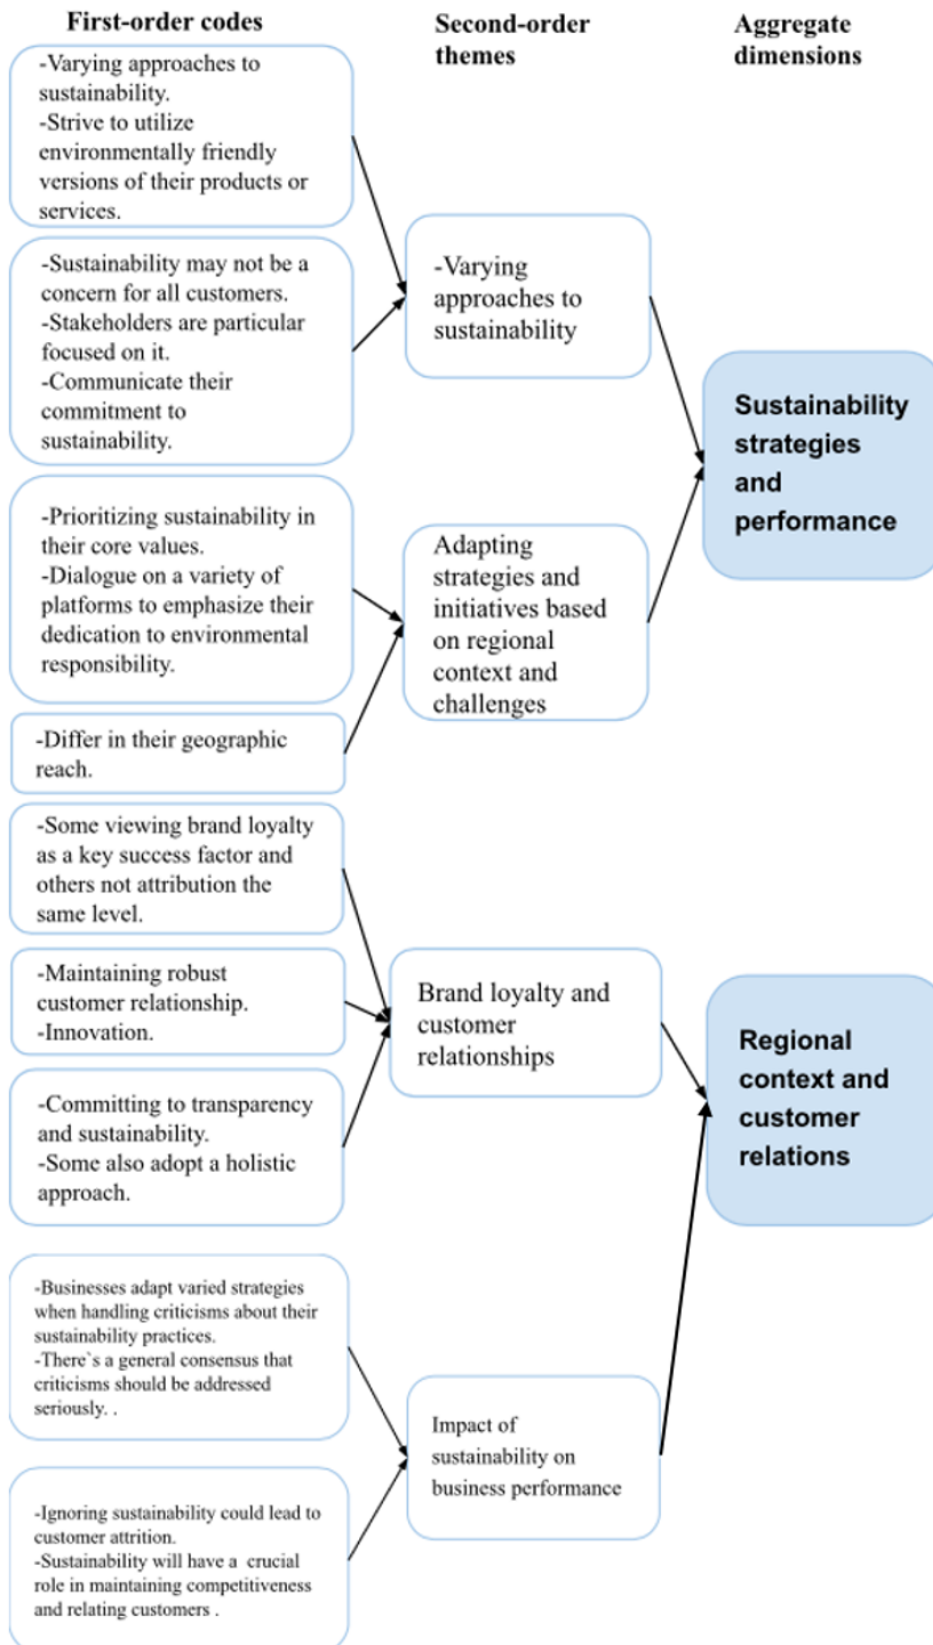 First-order codes
Second-order
themes
Aggregate
dimensions
-Varying approaches to
sustainability.
-Strive to utilize
environmentally friendly
versions of their products or
services.
-Sustainability may not be a
concern for all customers.
-Stakeholders are particular
focused on it.
-Communicate their
commitment to
sustainability.
-Prioritizing sustainability in
their core values.
-Dialogue on a variety of
platforms to emphasize their
dedication to environmental
responsibility.
-Differ in their geographic
reach.
-Some viewing brand loyalty
as a key success factor and
others not attribution the
same level.
-Maintaining robust
customer relationship.
-Innovation.
-Committing to transparency
and sustainability.
-Some also adopt a holistic
approach.
-Businesses adapt varied strategies
when handling criticisms about their
sustainability practices.
-There`s a general consensus that
criticisms should be addressed
seriously. .
-Ignoring sustainability could lead to
customer attrition.
-Sustainability will have a  crucial
role in maintaining competitiveness
and relating customers .
-Varying
approaches to
sustainability
Adapting
strategies and
initiatives based
on regional
context and
challenges
Brand loyalty and
customer
relationships
Impact of
sustainability on
business performance
Sustainability
strategies
and
performance
Regional
context and
customer
relations